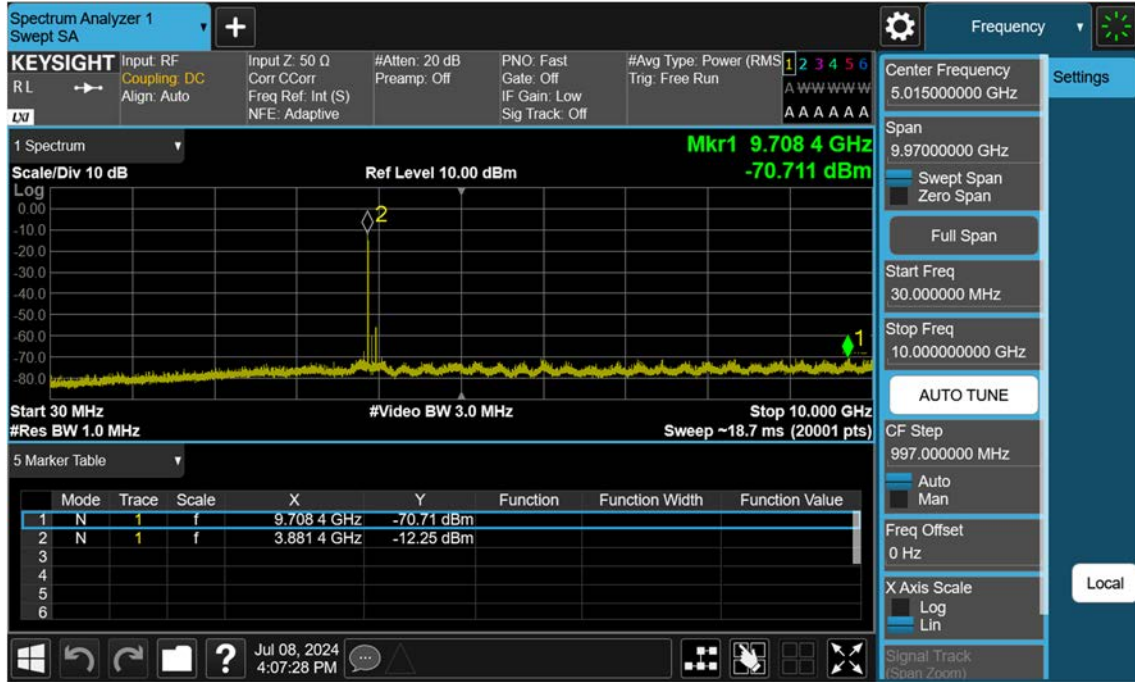 Spectrum Analyzer 1
Swept SA
+
Frequency
KEYSIGHT
R L
LXI
Input: RF
Coupling: DC
Align: Auto
Input Z: 50 Ω
Corr CCorr
Freq Ref: Int (S)
NFE: Adaptive
#Atten: 20 dB
Preamp: Off
PNO: Fast
Gate: Off
IF Gain: Low
Sig Track: Off
#Avg Type: Power (RMS
Trig: Free Run
1 2 3 4 5 6
A W W W W W
A A A A A A
1 Spectrum
Scale/Div 10 dB
Ref Level 10.00 dBm
Mkr1 9.708 4 GHz
-70.711 dBm
Log
0.00
-10.0
-20.0
-30.0
-40.0
-50.0
-60.0
-70.0
-80.0
2
1
Start 30 MHz
#Video BW 3.0 MHz
Stop 10.000 GHz
#Res BW 1.0 MHz
Sweep ~18.7 ms (20001 pts)
5 Marker Table
Mode Trace Scale X Y Function Function Width Function Value
1 N 1 f 9.708 4 GHz -70.71 dBm
2 N 1 f 3.881 4 GHz -12.25 dBm
3
4
5
6
?
Jul 08, 2024
4:07:28 PM
Center Frequency
5.015000000 GHz
Span
9.97000000 GHz
Swept Span
Zero Span
Full Span
Start Freq
30.000000 MHz
Stop Freq
10.000000000 GHz
AUTO TUNE
CF Step
997.000000 MHz
Auto
Man
Freq Offset
0 Hz
X Axis Scale
Log
Lin
Signal Track
(Span Zoom)
Settings
Local